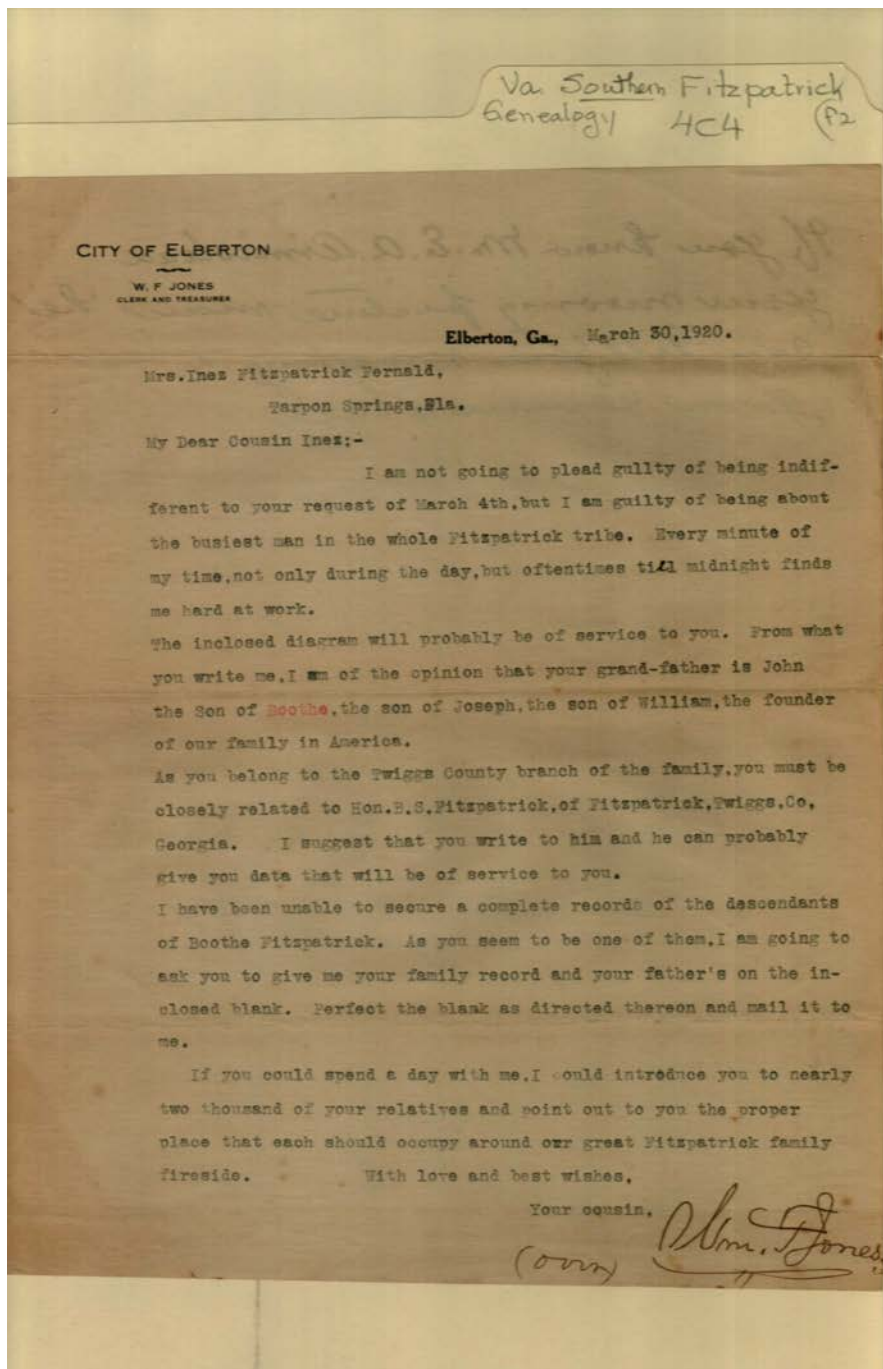 Va. Southern Fitzpatrick
Genealogy 4C4 (P2
CITY OF ELBERTON
W. F JONES
CLERK AND TREASURER
Elberton, Ga., March 30,1920.
Mrs.Inez Fitzpatrick Fernald,
Tarpon Springs,Fla.
My Dear Cousin Inez;-
I am not going to plead guilty of being indif-
ferent to your request of March 4th,but I am guilty of being about
the busiest man in the whole Fitzpatrick tribe. Every minute of
my time,not only during the day,but oftentimes till midnight finds
me hard at work.
The inclosed diagram will probably be of service to you. From what
you write me,I am of the opinion that your grand-father is John
the Son of Boothe,the son of Joseph,the son of William,the founder
of our family in America.
As you belong to the Twiggs County branch of the family,you must be
closely related to Hon.B.S.Fitzpatrick,of Fitzpatrick,Twiggs,Co,
Georgia. I suggest that you write to him and he can probably
give you data that will be of service to you.
I have been unable to secure a complete records of the descendants
of Boothe Fitzpatrick. As you seem to be one of them,I am going to
ask you to give me your family record and your father's on the in-
closed blank. Perfect the blank as directed thereon and mail it to
me.
If you could spend a day with me,I ould introduce you to nearly
two thousand of your relatives and point out to you the proper
place that each should occupy around our great Fitzpatrick family
fireside. With love and best wishes,
Your cousin, Wm. F Jones.
(over)